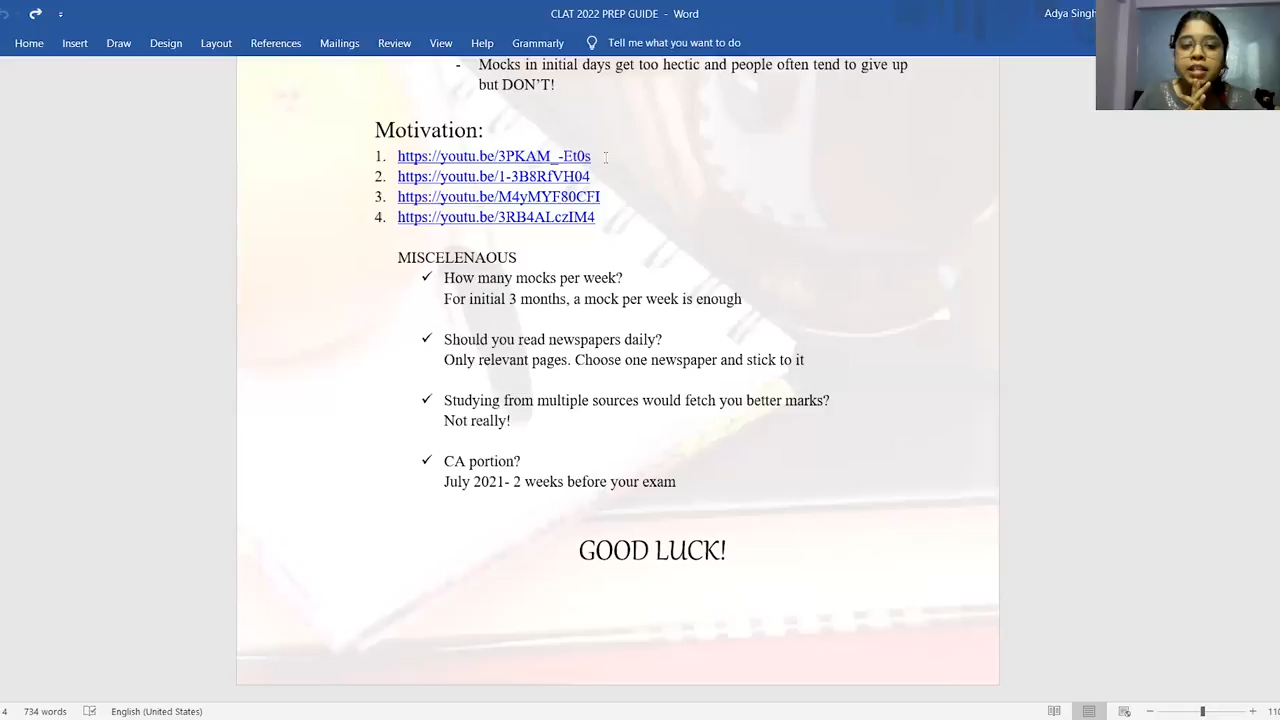 CLAT 2022 PREP GUIDE - Word
Adya Singh
Home Insert Draw Design Layout References Mailings Review View Help Grammarly Tell me what you want to do
- Mocks in initial days get too hectic and people often tend to give up
but DON'T!
Motivation:
1. https://youtu.be/3PKAM_-Et0s
2. https://youtu.be/1-3B8RfVH04
3. https://youtu.be/M4yMYF80CFI
4. https://youtu.be/3RB4ALczIM4
MISCELENAOUS
✓ How many mocks per week?
For initial 3 months, a mock per week is enough
✓ Should you read newspapers daily?
Only relevant pages. Choose one newspaper and stick to it
✓ Studying from multiple sources would fetch you better marks?
Not really!
✓ CA portion?
July 2021- 2 weeks before your exam
GOOD LUCK!
4 734 words English (United States) 110